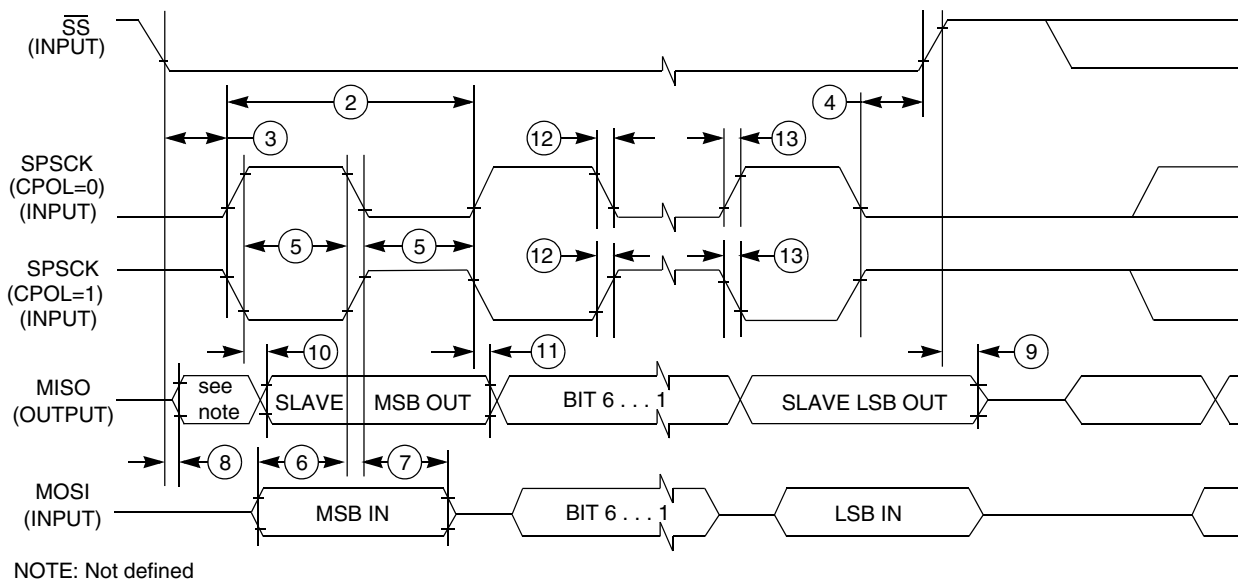 SS
(INPUT)
2
4
3
12
13
SPSCK
(CPOL=0)
(INPUT)
5
5
SPSCK
(CPOL=1)
(INPUT)
12
13
10
11
9
MISO
(OUTPUT)
see
note
SLAVE
MSB OUT
BIT 6 . . . 1
SLAVE LSB OUT
8
6
7
MOSI
(INPUT)
MSB IN
BIT 6 . . . 1
LSB IN
NOTE: Not defined